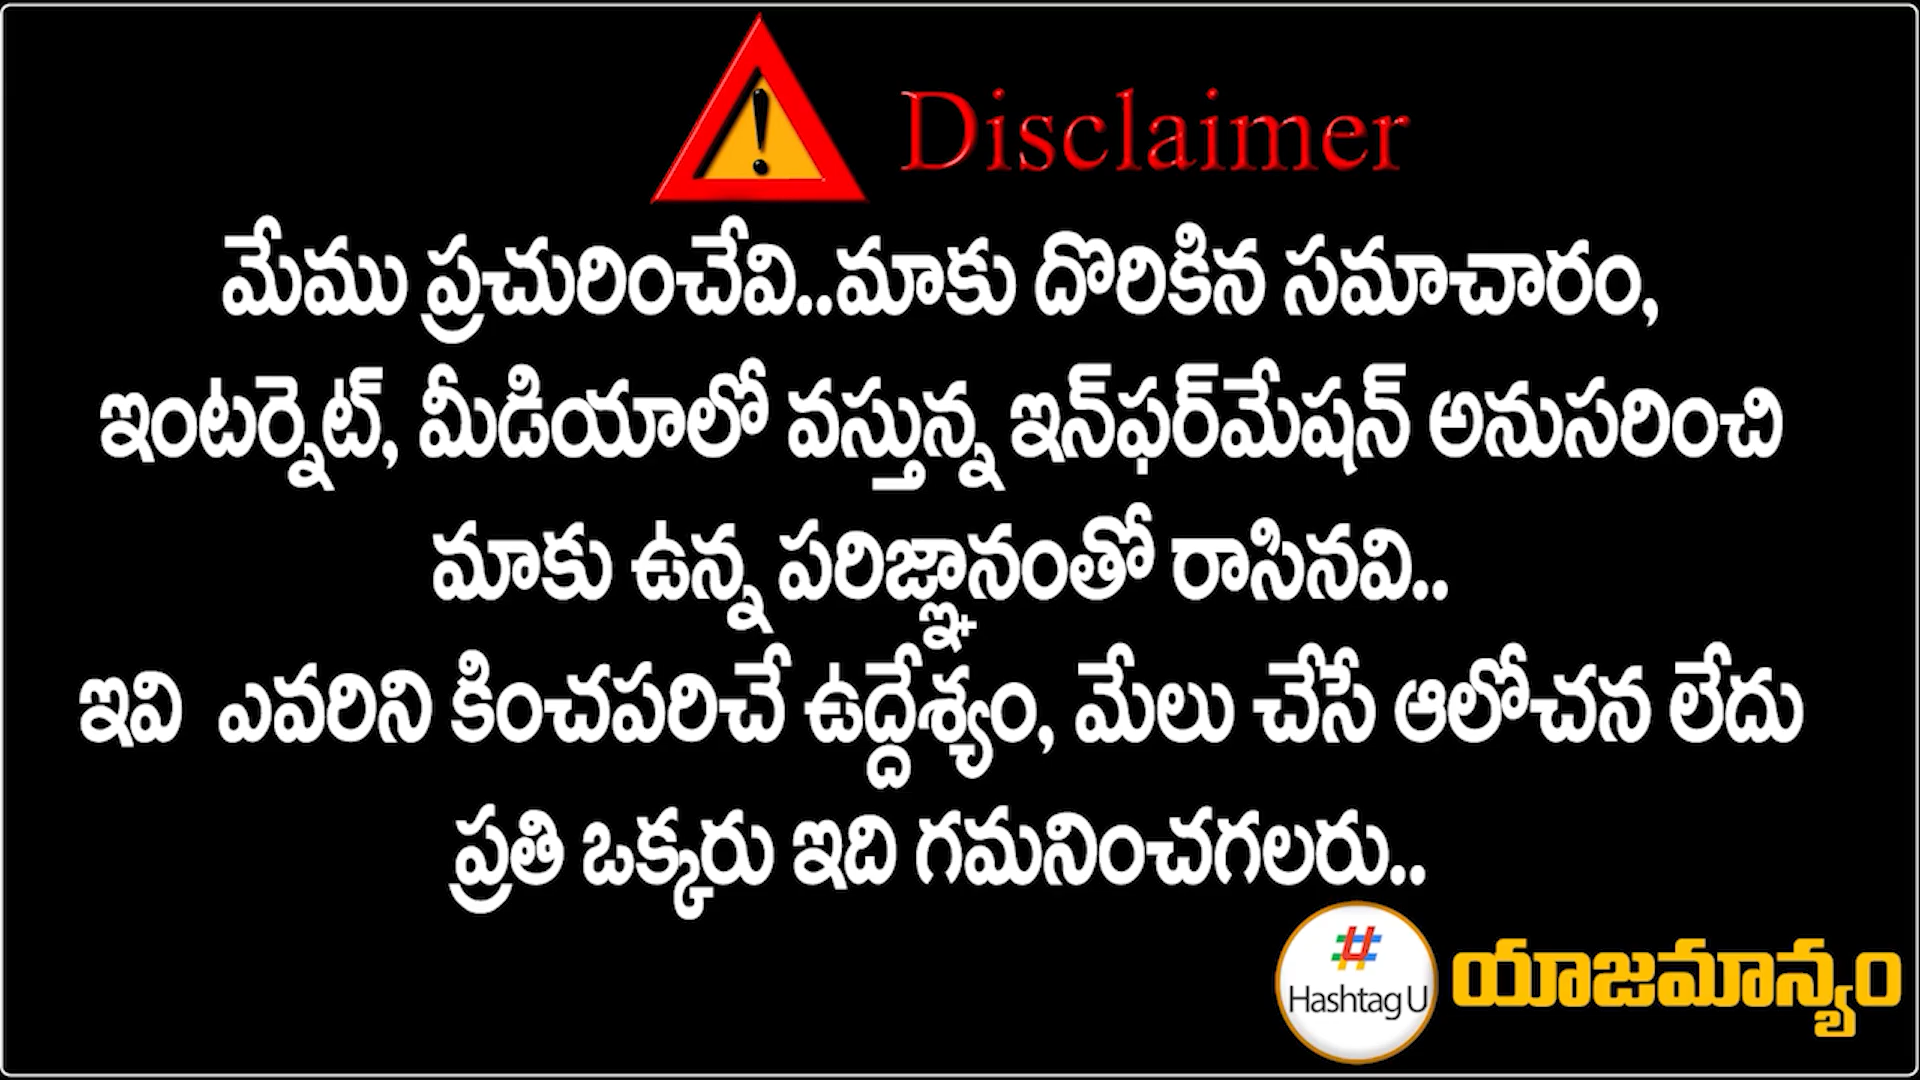 Disclaimer
మేము ప్రచురించేవి..మాకు దొరికిన సమాచారం,
ఇంటర్నెట్, మీడియాలో వస్తున్న ఇన్‌ఫర్‌మేషన్ అనుసరించి
మాకు ఉన్న పరిజ్ఞానంతో రాసినవి..
ఇవి ఎవరిని కించపరిచే ఉద్దేశ్యం, మేలు చేసే ఆలోచన లేదు
ప్రతి ఒక్కరు ఇది గమనించగలరు..
#
Hashtag U
యాజమాన్యం